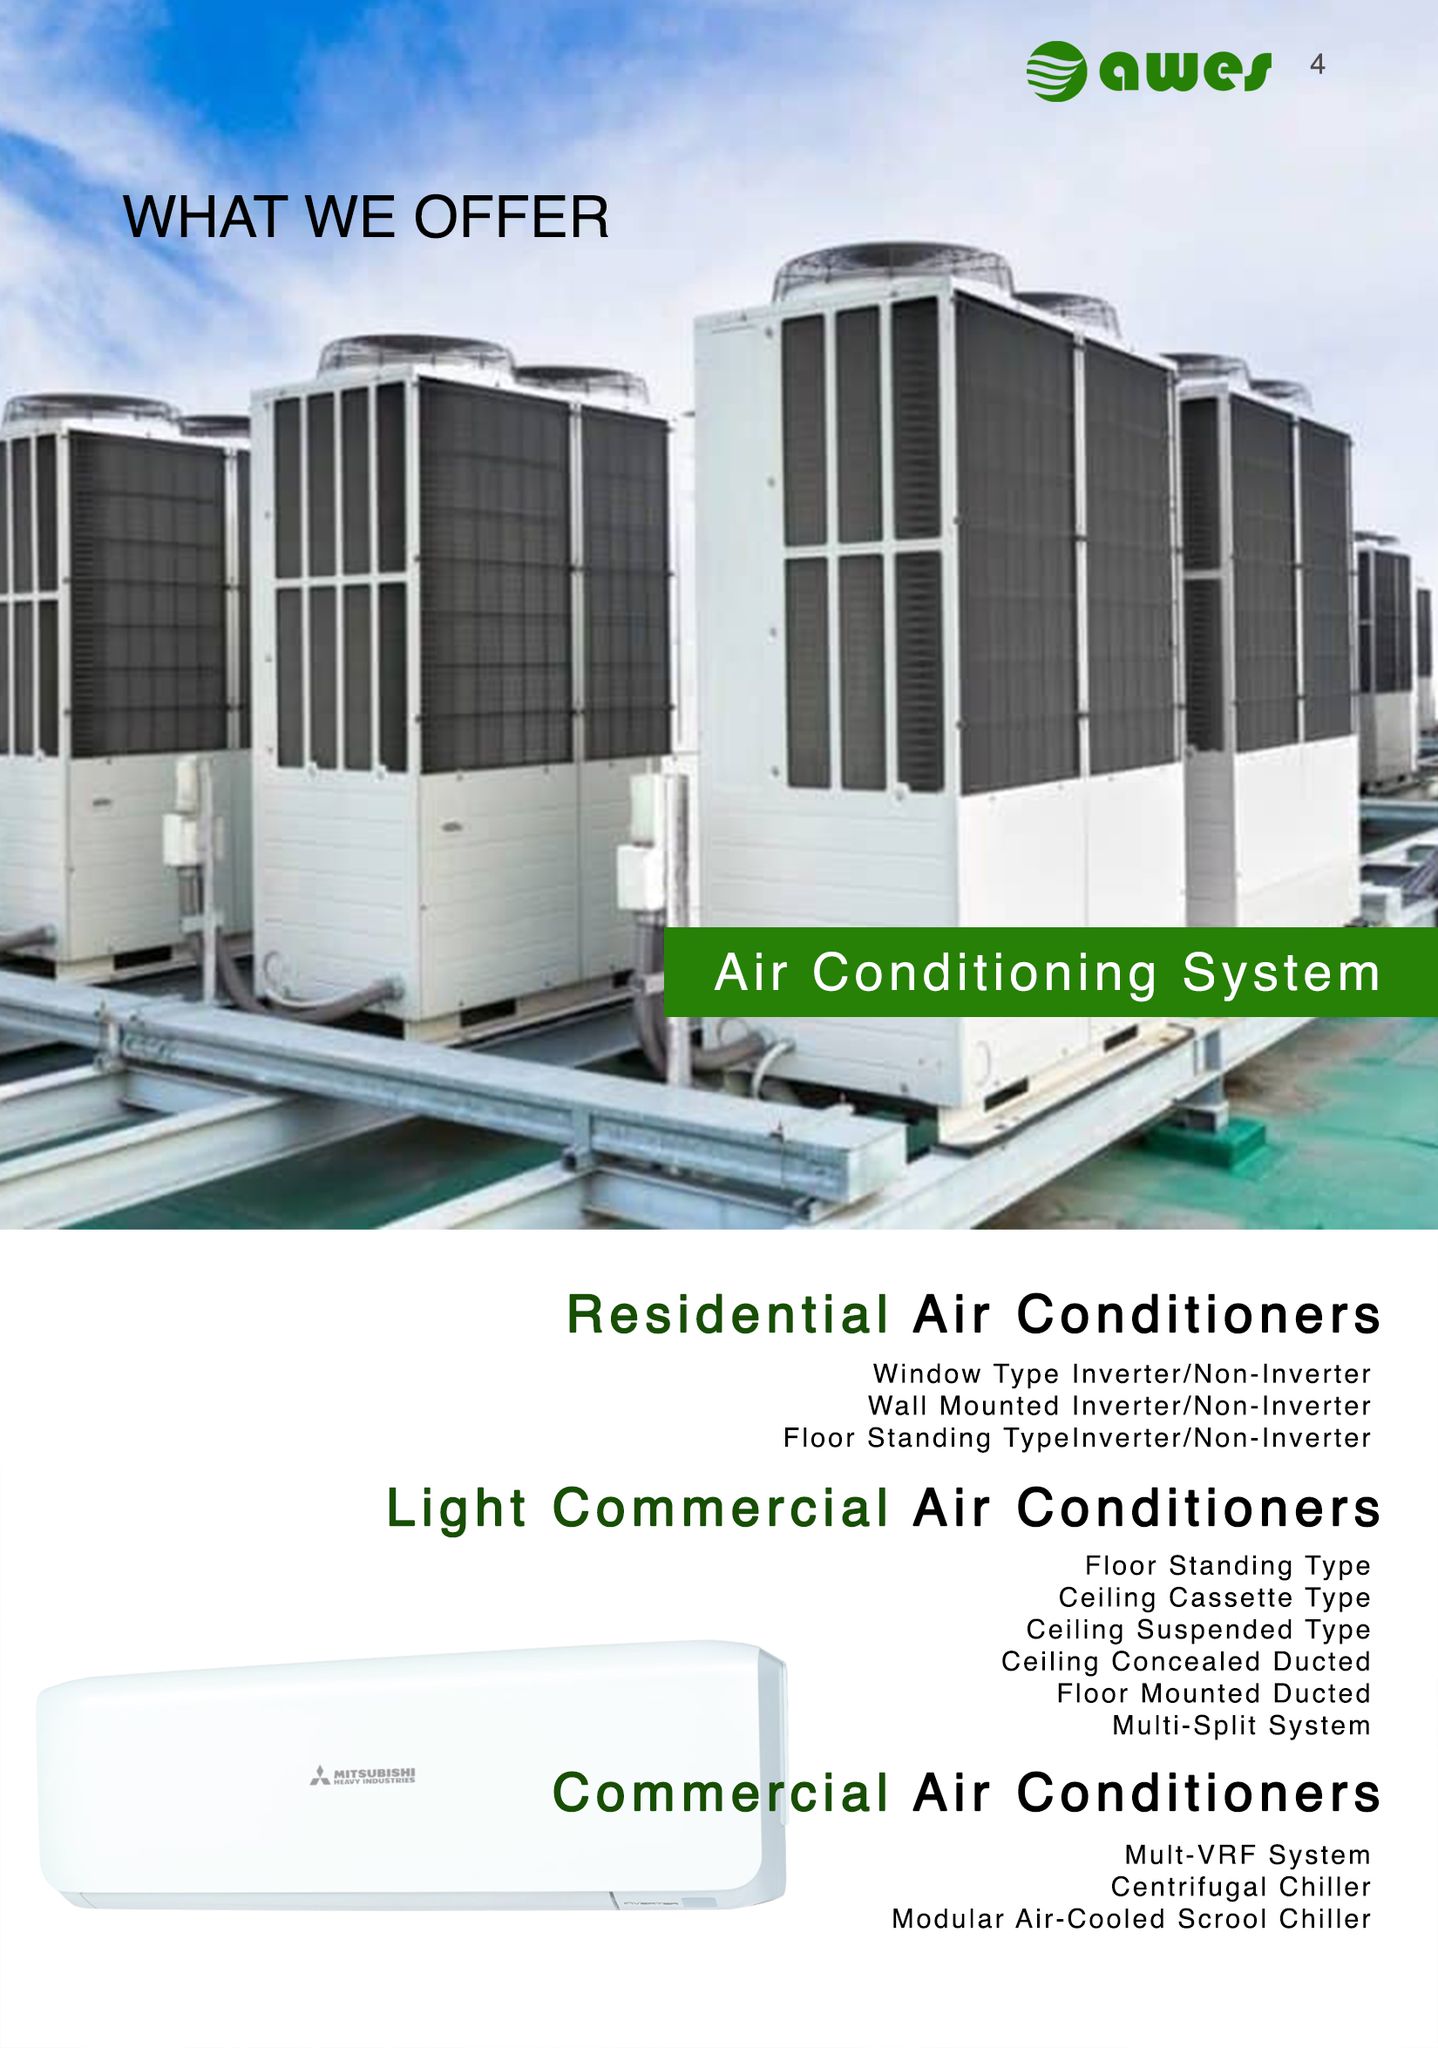 awes 4
WHAT WE OFFER
Air Conditioning System
Residential Air Conditioners
Window Type Inverter/Non-Inverter
Wall Mounted Inverter/Non-Inverter
Floor Standing TypeInverter/Non-Inverter
Light Commercial Air Conditioners
Floor Standing Type
Ceiling Cassette Type
Ceiling Suspended Type
Ceiling Concealed Ducted
Floor Mounted Ducted
Multi-Split System
MITSUBISHI
HEAVY INDUSTRIES
Commercial Air Conditioners
Mult-VRF System
Centrifugal Chiller
Modular Air-Cooled Scrool Chiller
INVERTER